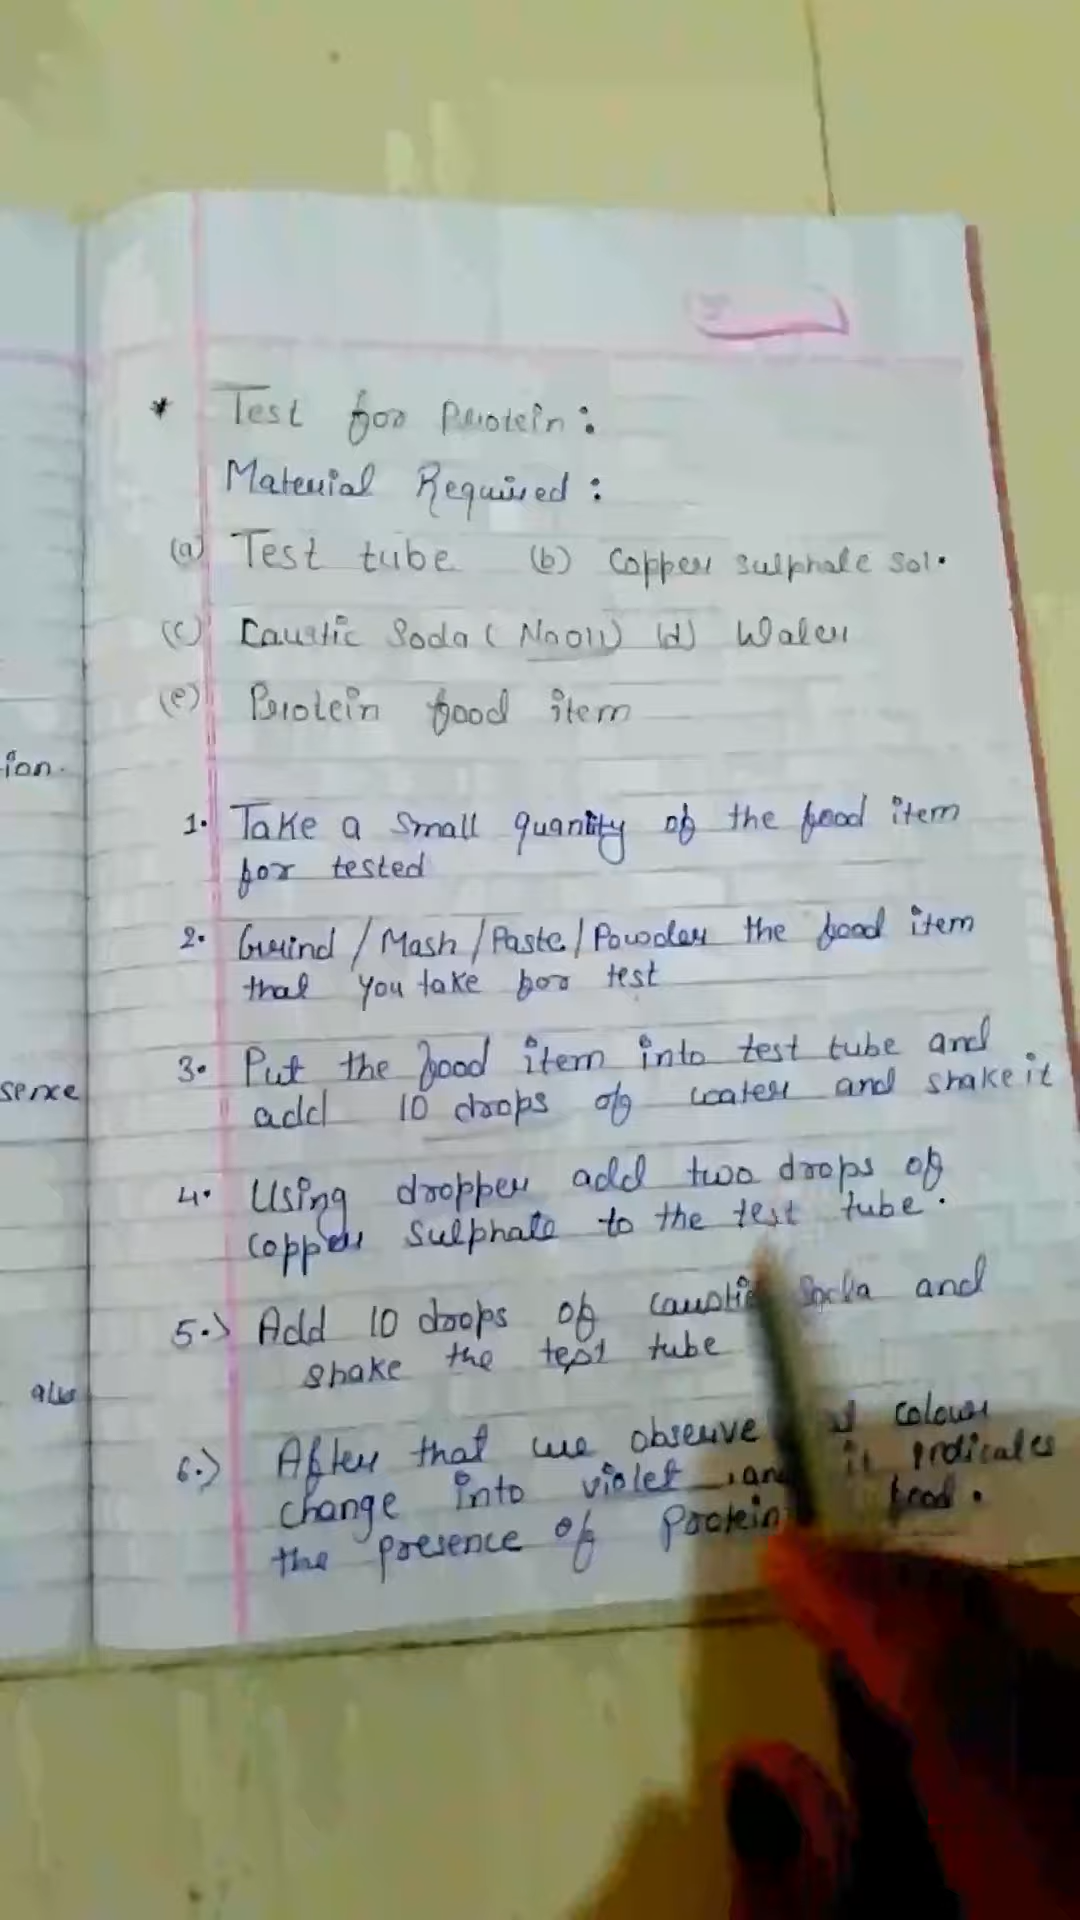 * Test for Protein:
Material Required:
(a) Test tube (b) Copper sulphate sol.
(c) Caustic Soda (NaOH) (d) Water
(e) Protein food item
1. Take a small quantity of the food item
for tested
ion.
2. Grind / Mash / Paste / Powder the food item
that you take for test
3. Put the food item into test tube and
add 10 drops of water and shake it
sence
4. Using dropper add two drops of
copper sulphate to the test tube.
5.) Add 10 drops of caustic Soda and
shake the test tube
6.) After that we observe colour
change into violet and it indicates
the presence of Protein food.